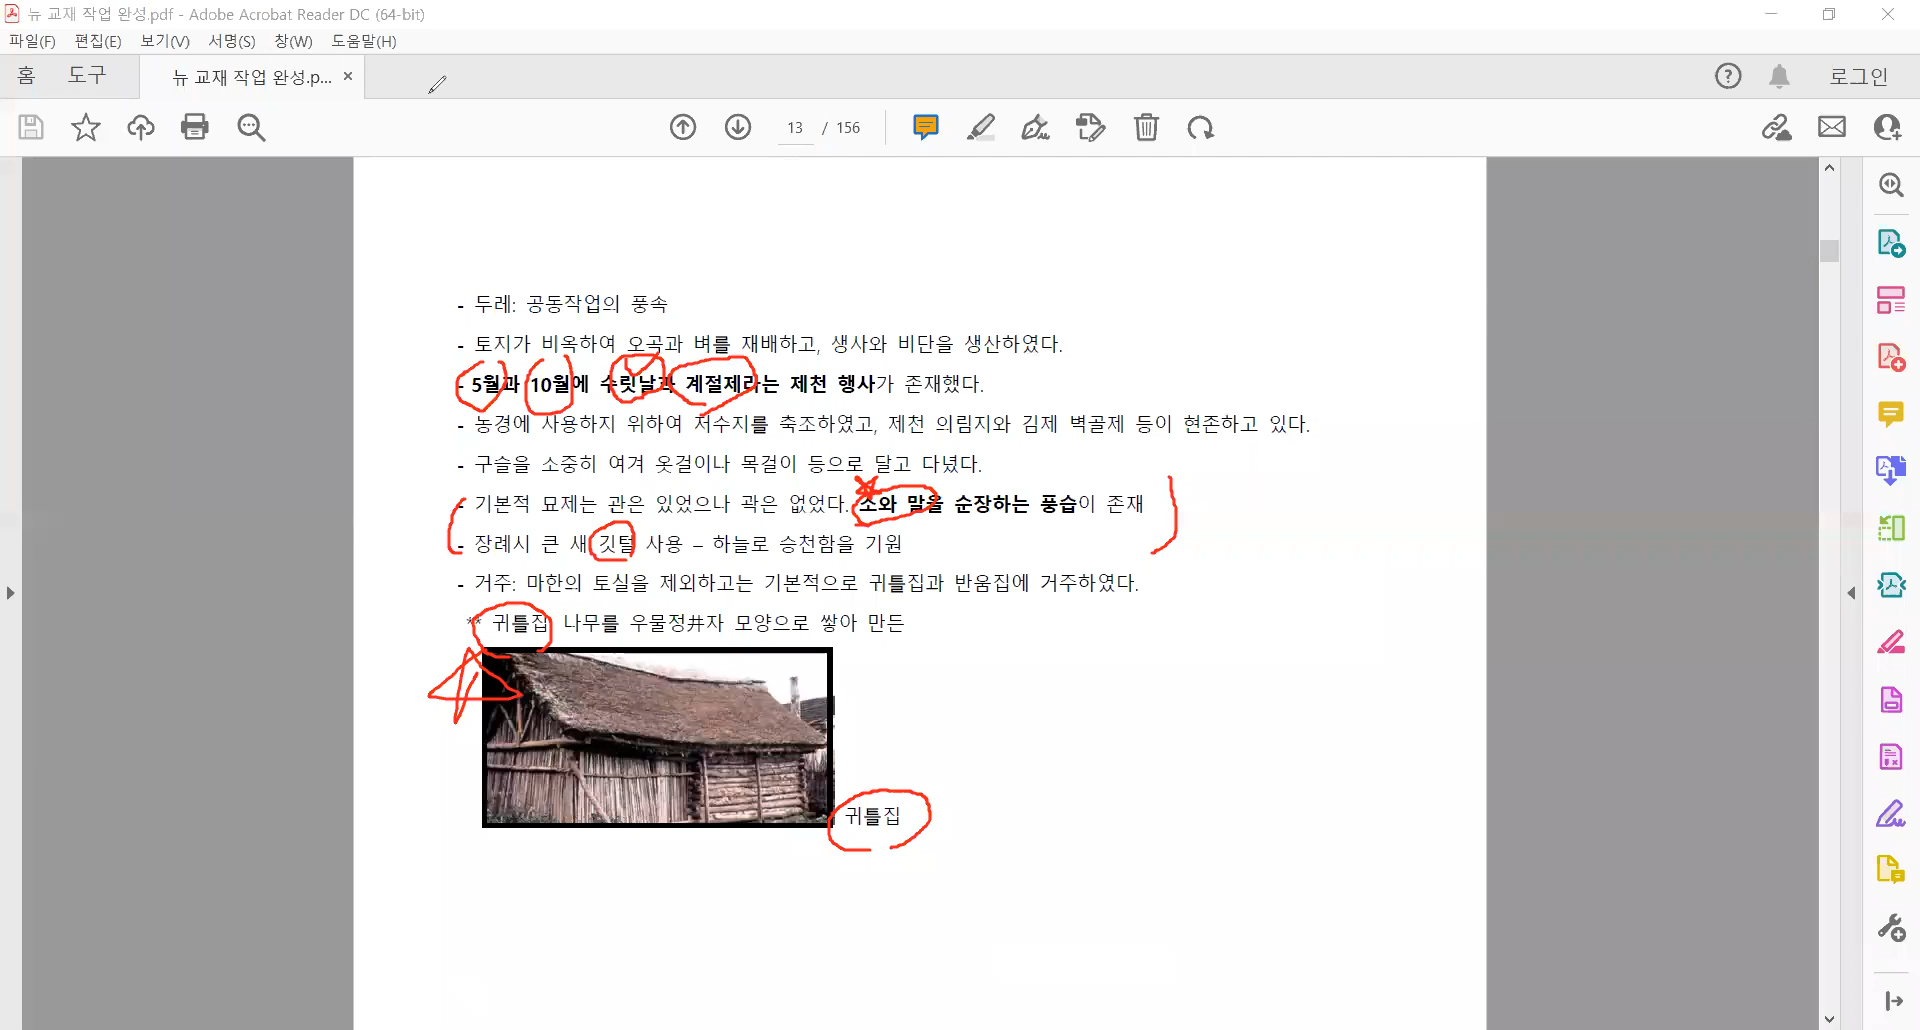 뉴 교재 작업 완성.pdf - Adobe Acrobat Reader DC (64-bit)
파일(F) 편집(E) 보기(V) 서명(S) 창(W) 도움말(H)
홈 도구 뉴 교재 작업 완성.p... × 로그인
13 / 156
- 두레: 공동작업의 풍속
- 토지가 비옥하여 오곡과 벼를 재배하고, 생사와 비단을 생산하였다.
- 5월과 10월에 수릿날과 계절제라는 제천 행사가 존재했다.
- 농경에 사용하지 위하여 저수지를 축조하였고, 제천 의림지와 김제 벽골제 등이 현존하고 있다.
- 구슬을 소중히 여겨 옷걸이나 목걸이 등으로 달고 다녔다.
- 기본적 묘제는 관은 있었으나 곽은 없었다. 소와 말을 순장하는 풍습이 존재
- 장례시 큰 새 깃털 사용 – 하늘로 승천함을 기원
- 거주: 마한의 토실을 제외하고는 기본적으로 귀틀집과 반움집에 거주하였다.
** 귀틀집 나무를 우물정井자 모양으로 쌓아 만든
귀틀집